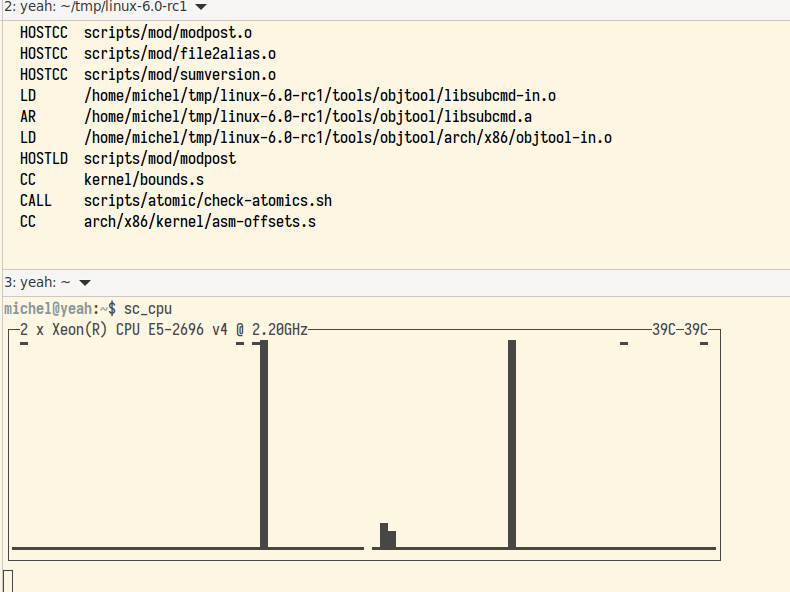 2: yeah: ~/tmp/linux-6.0-rc1
HOSTCC scripts/mod/modpost.o
HOSTCC scripts/mod/file2alias.o
HOSTCC scripts/mod/sumversion.o
LD /home/michel/tmp/linux-6.0-rc1/tools/objtool/libsubcmd-in.o
AR /home/michel/tmp/linux-6.0-rc1/tools/objtool/libsubcmd.a
LD /home/michel/tmp/linux-6.0-rc1/tools/objtool/arch/x86/objtool-in.o
HOSTLD scripts/mod/modpost
CC kernel/bounds.s
CALL scripts/atomic/check-atomics.sh
CC arch/x86/kernel/asm-offsets.s
3: yeah: ~
michel@yeah:~$ sc_cpu
2 x Xeon(R) CPU E5-2696 v4 @ 2.20GHz 39C 39C